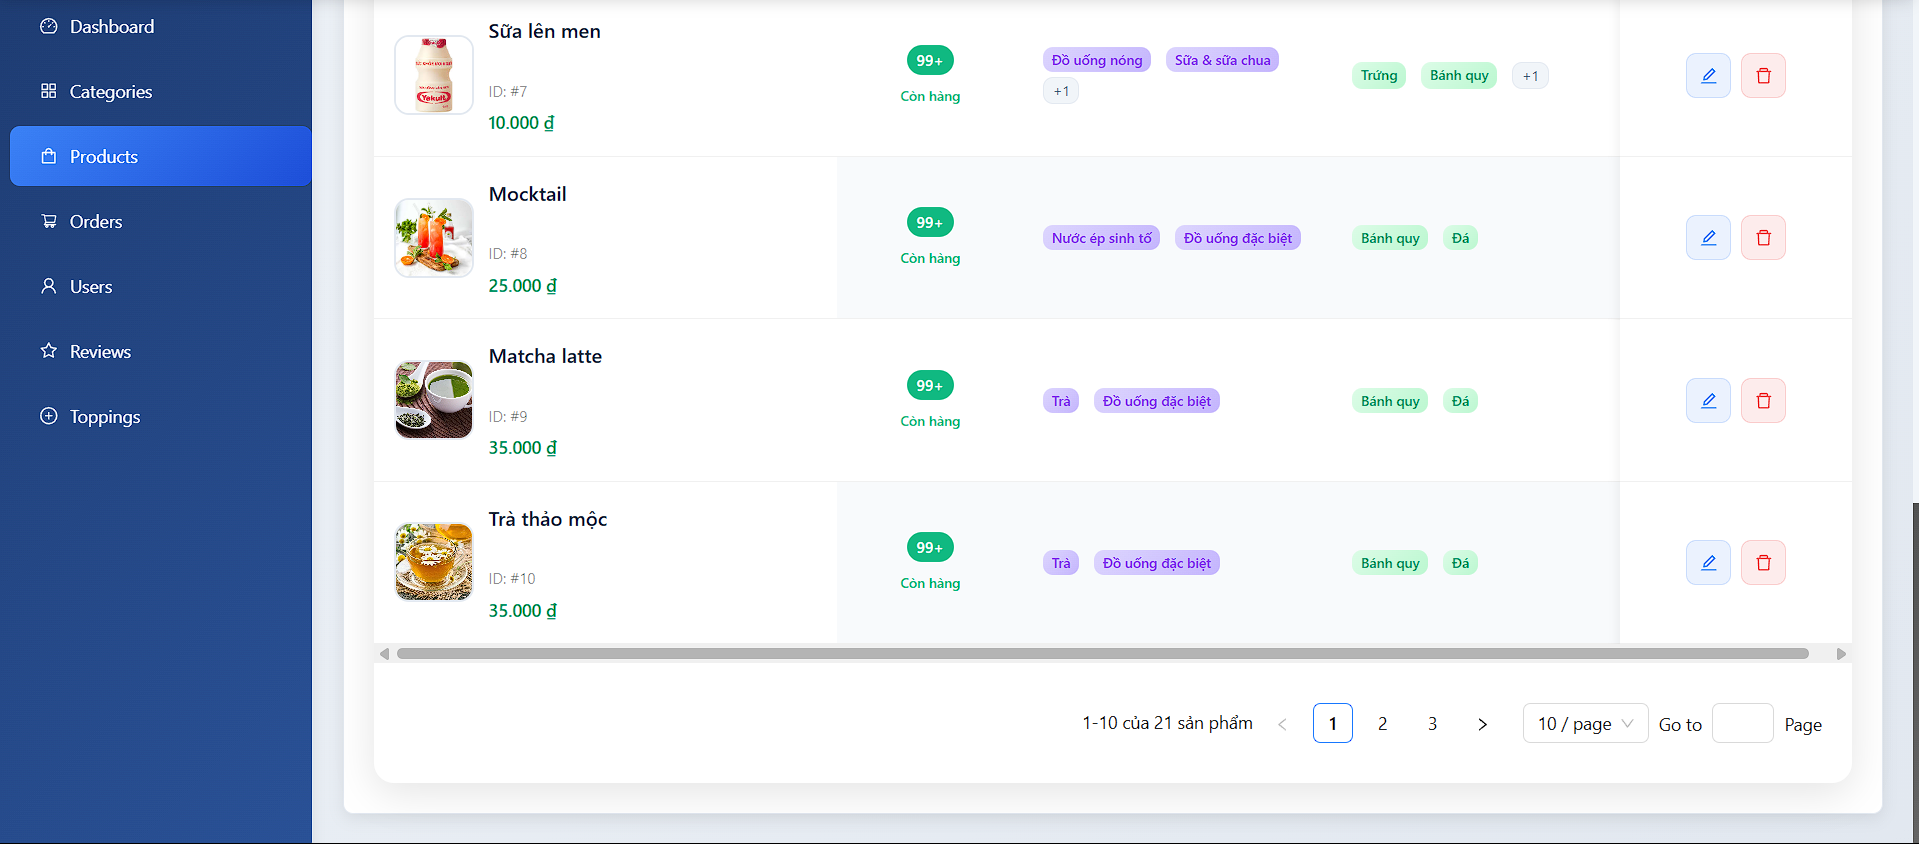 Dashboard
Categories
Products
Orders
Users
Reviews
Toppings
Sữa lên men
ID: #7
10.000 ₫
99+
Còn hàng
Đồ uống nóng Sữa & sữa chua
+1
Trứng Bánh quy +1
Yakult
Mocktail
ID: #8
25.000 ₫
99+
Còn hàng
Nước ép sinh tố Đồ uống đặc biệt
Bánh quy Đá
Matcha latte
ID: #9
35.000 ₫
99+
Còn hàng
Trà Đồ uống đặc biệt
Bánh quy Đá
Trà thảo mộc
ID: #10
35.000 ₫
99+
Còn hàng
Trà Đồ uống đặc biệt
Bánh quy Đá
1-10 của 21 sản phẩm < 1 2 3 > 10 / page Go to Page